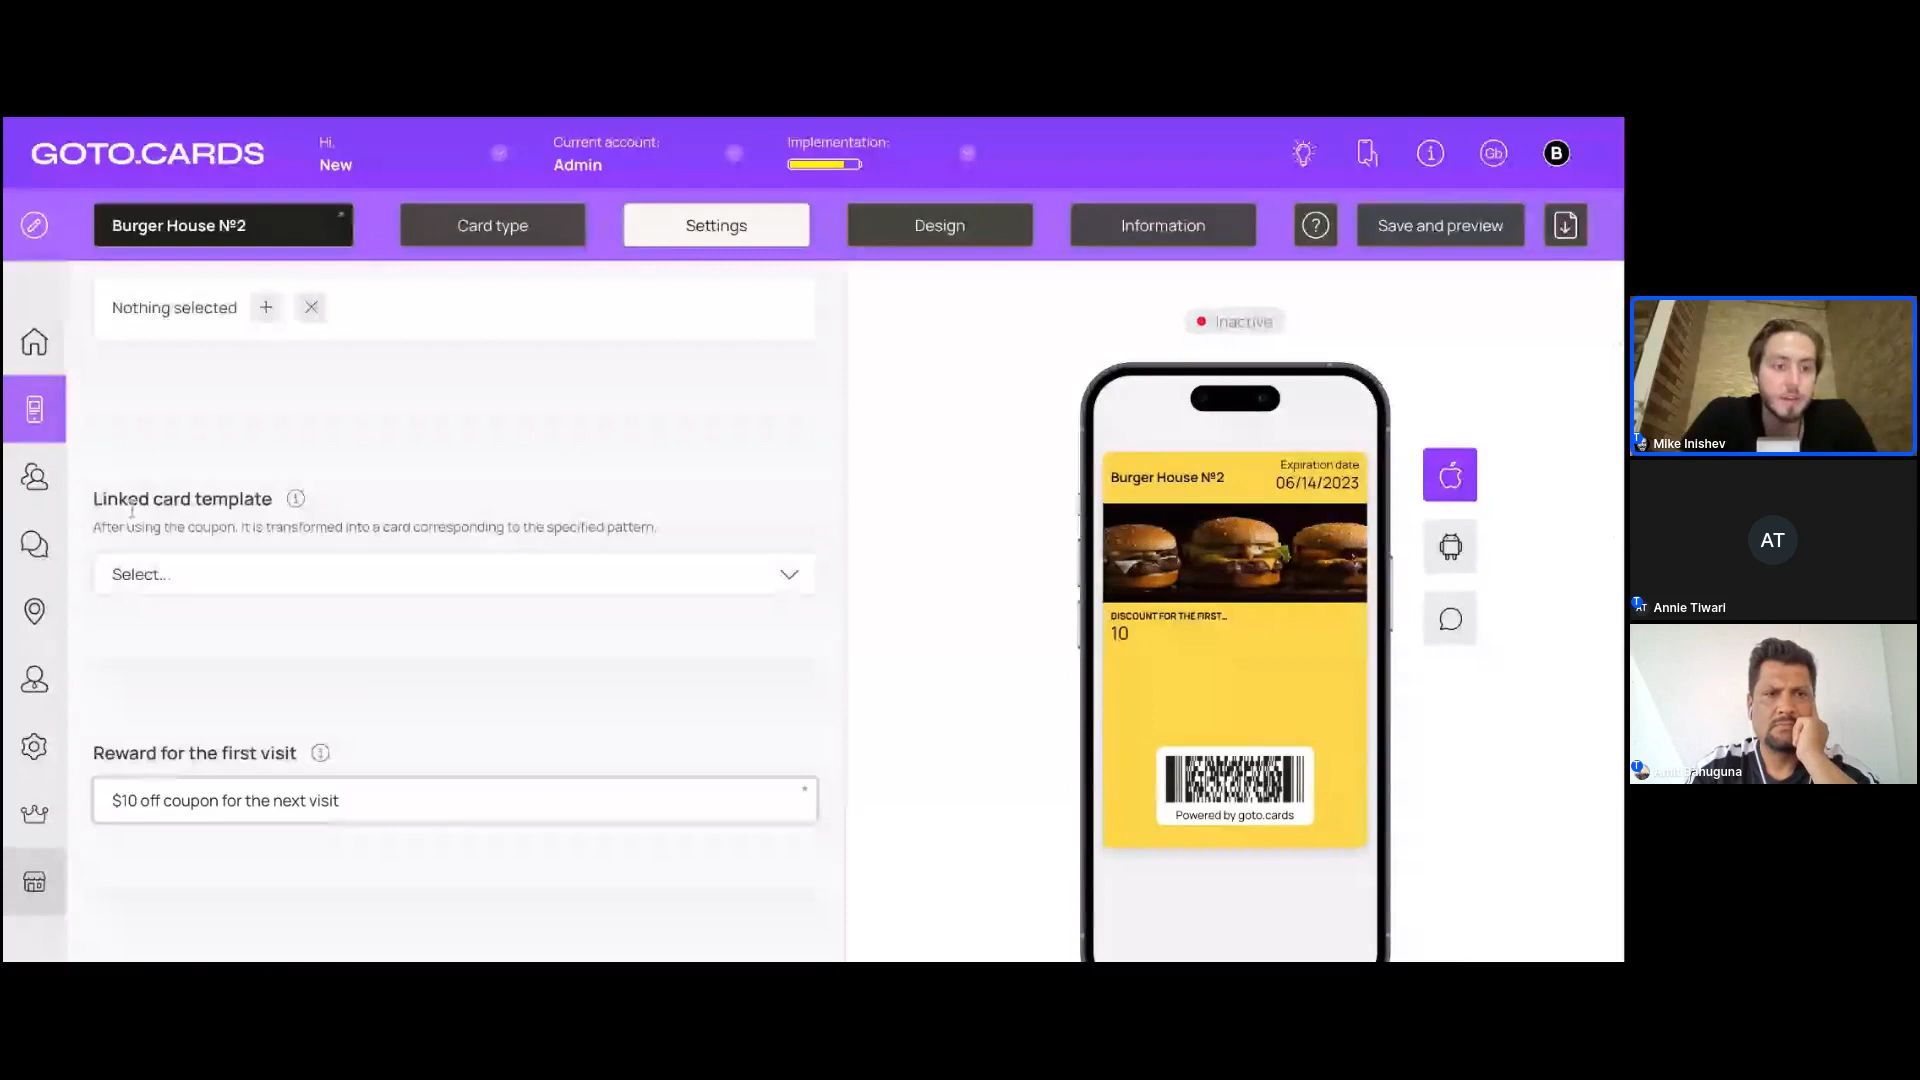 GOTO.CARDS
Hi,
New
Current account:
Admin
Implementation:
Gb
B
Burger House №2
Card type
Settings
Design
Information
?
Save and preview
Nothing selected
Inactive
Linked card template
After using the coupon, it is transformed into a card corresponding to the specified pattern.
Select...
Reward for the first visit
$10 off coupon for the next visit
Burger House №2
Expiration date
06/14/2023
DISCOUNT FOR THE FIRST...
10
Powered by goto.cards
Mike Inishev
AT
Annie Tiwari